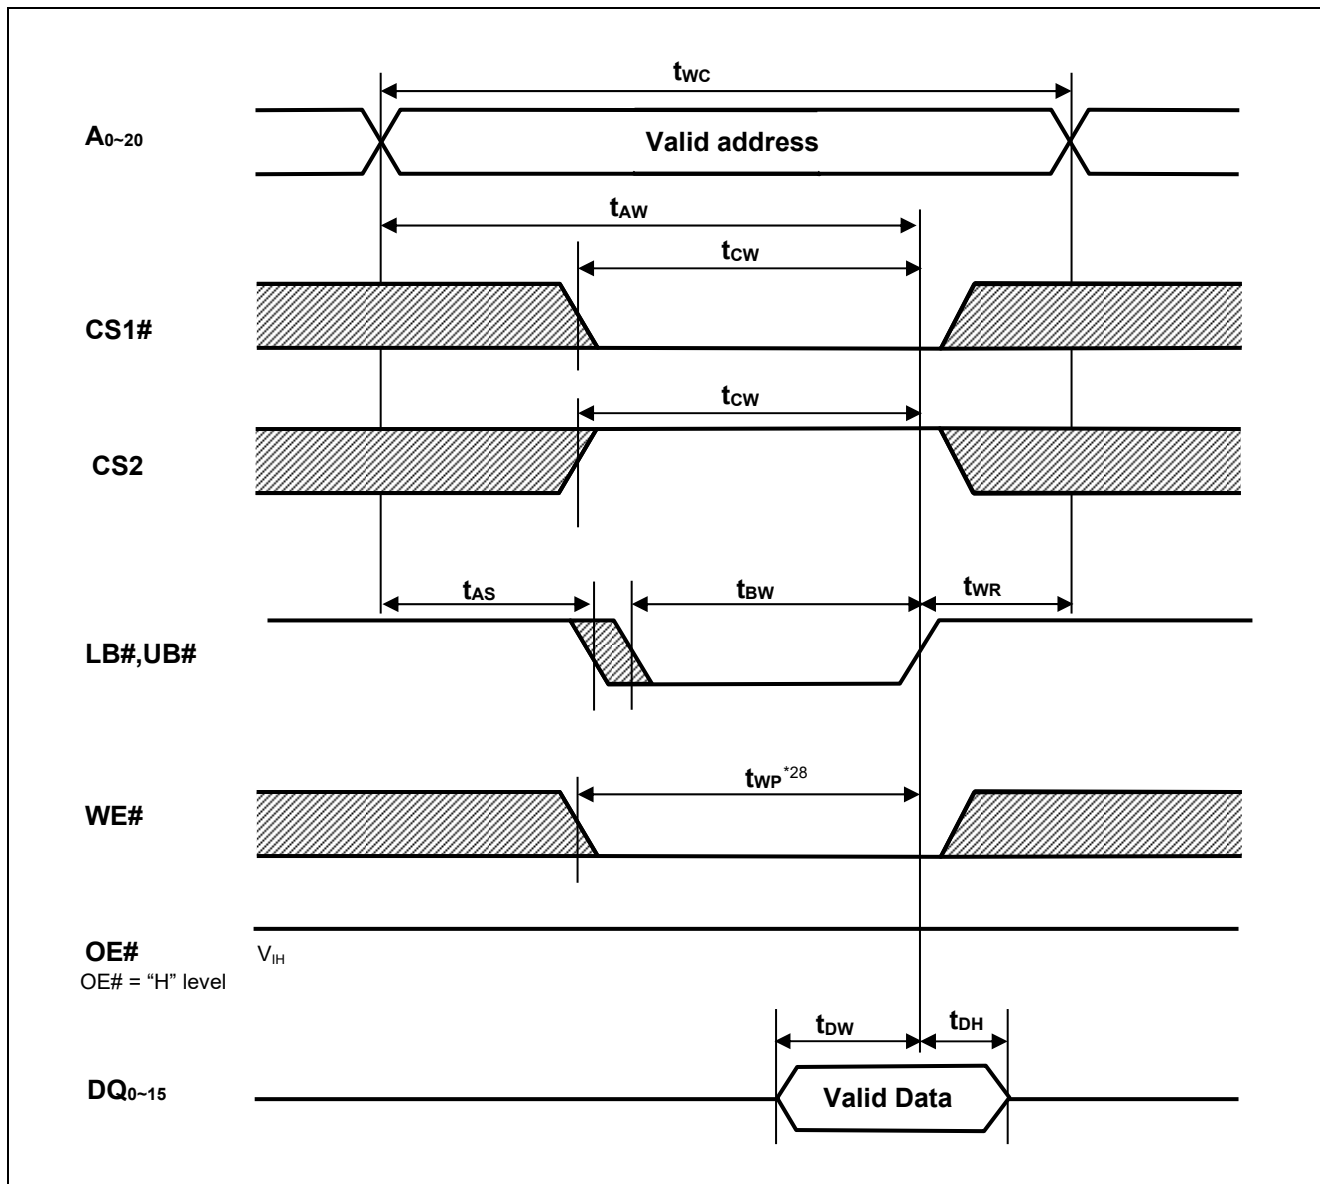 tWC
A0~20
Valid address
tAW
tCW
CS1#
tCW
CS2
tAS
tBW
tWR
LB#,UB#
tWP*28
WE#
OE#
VIH
OE# = “H” level
tDW
tDH
DQ0~15
Valid Data